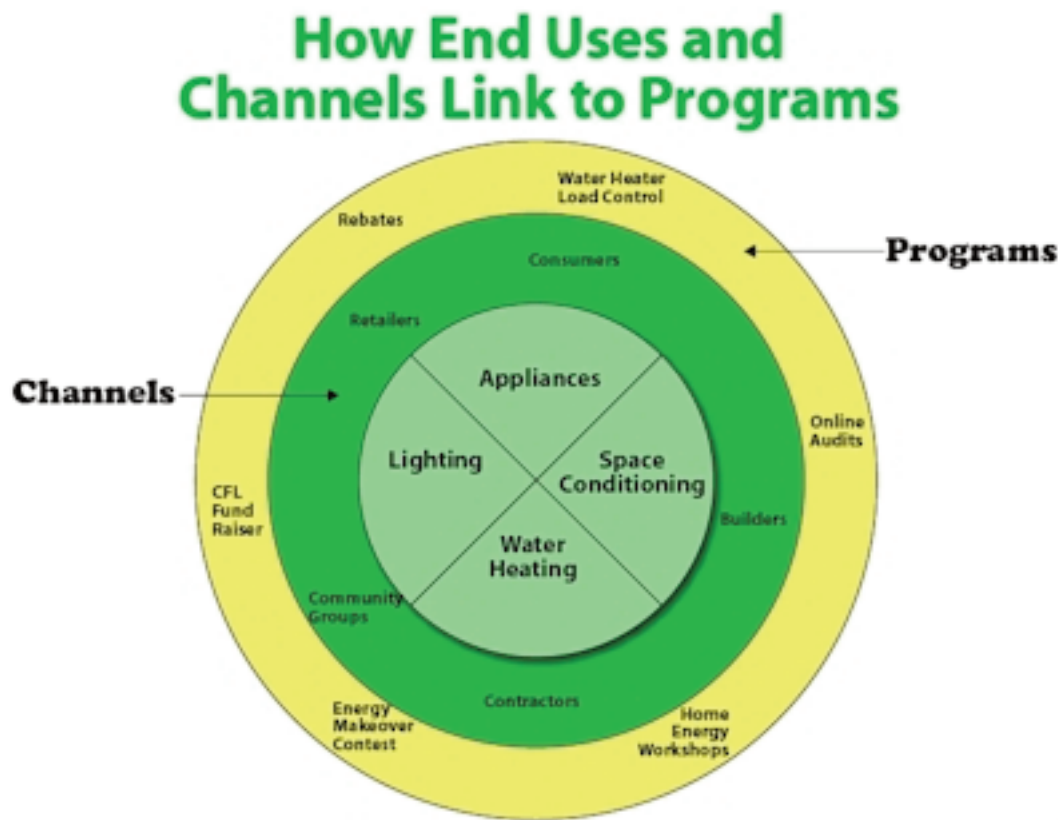 How End Uses and
Channels Link to Programs
Water Heater
Load Control
Rebates
Programs
Consumers
Retailers
Channels
Appliances
Online
Audits
Lighting
Space
Conditioning
CFL
Fund
Raiser
Builders
Water
Heating
Community
Groups
Contractors
Energy
Makeover
Contest
Home
Energy
Workshops